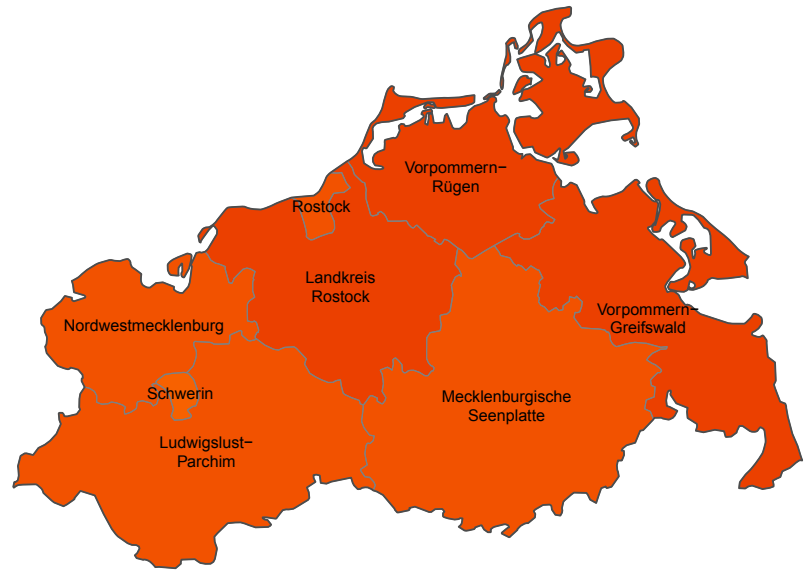 Vorpommern−
Rügen
Rostock
Landkreis
Rostock
Vorpommern−
Greifswald
Nordwestmecklenburg
Schwerin
Mecklenburgische
Seenplatte
Ludwigslust−
Parchim